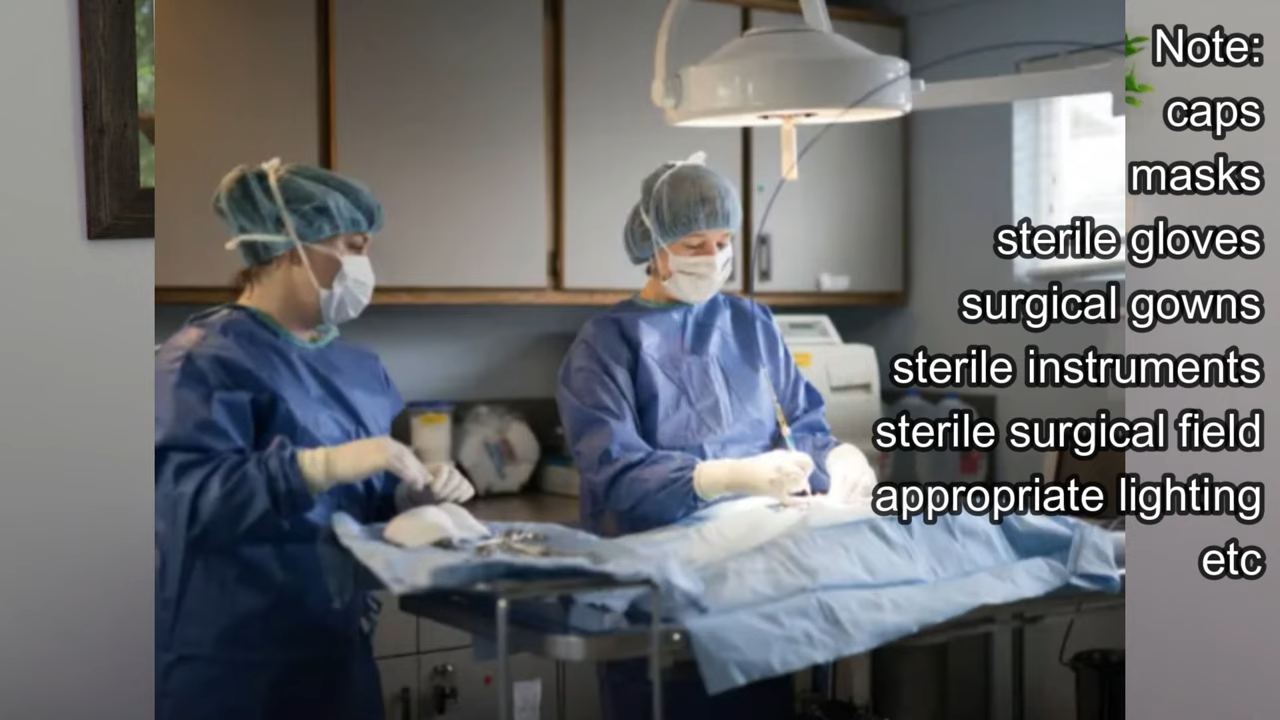 Note:
caps
masks
sterile gloves
surgical gowns
sterile instruments
sterile surgical field
appropriate lighting
etc